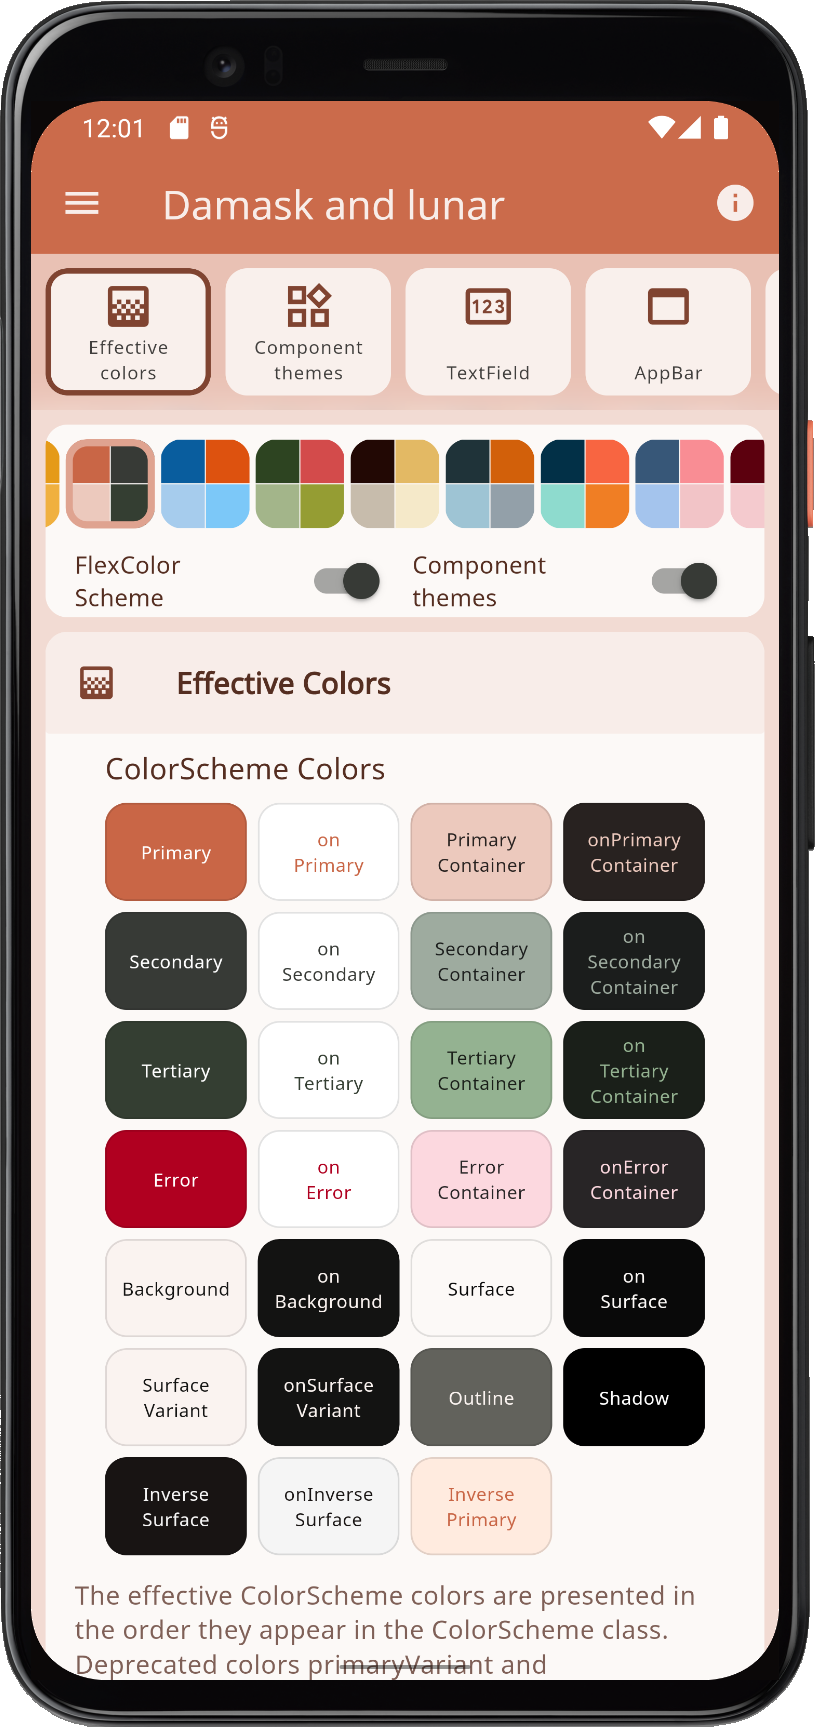 12:01
Damask and lunar
Effective
colors
Component
themes
123
TextField
AppBar
FlexColor
Scheme
Component
themes
Effective Colors
ColorScheme Colors
Primary
on
Primary
Primary
Container
onPrimary
Container
Secondary
on
Secondary
Secondary
Container
on
Secondary
Container
Tertiary
on
Tertiary
Tertiary
Container
on
Tertiary
Container
Error
on
Error
Error
Container
onError
Container
Background
on
Background
Surface
on
Surface
Surface
Variant
onSurface
Variant
Outline
Shadow
Inverse
Surface
onInverse
Surface
Inverse
Primary
The effective ColorScheme colors are presented in
the order they appear in the ColorScheme class.
Deprecated colors primaryVariant and